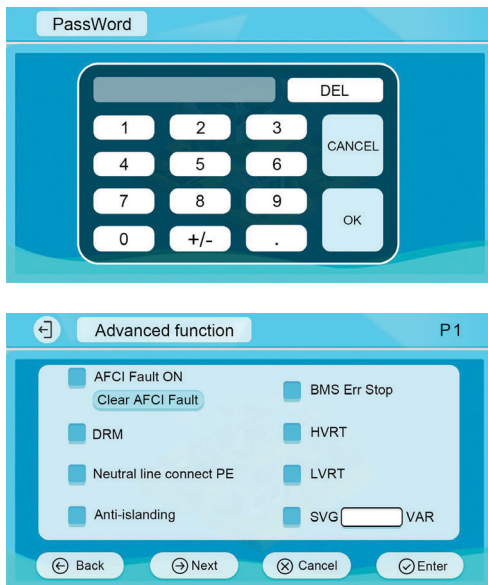 PassWord
DEL
1 2 3
CANCEL
4 5 6
7 8 9
OK
0 +/- .
Advanced function P1
AFCI Fault ON
Clear AFCI Fault
BMS Err Stop
DRM
HVRT
Neutral line connect PE
LVRT
Anti-islanding
SVG VAR
Back Next Cancel Enter